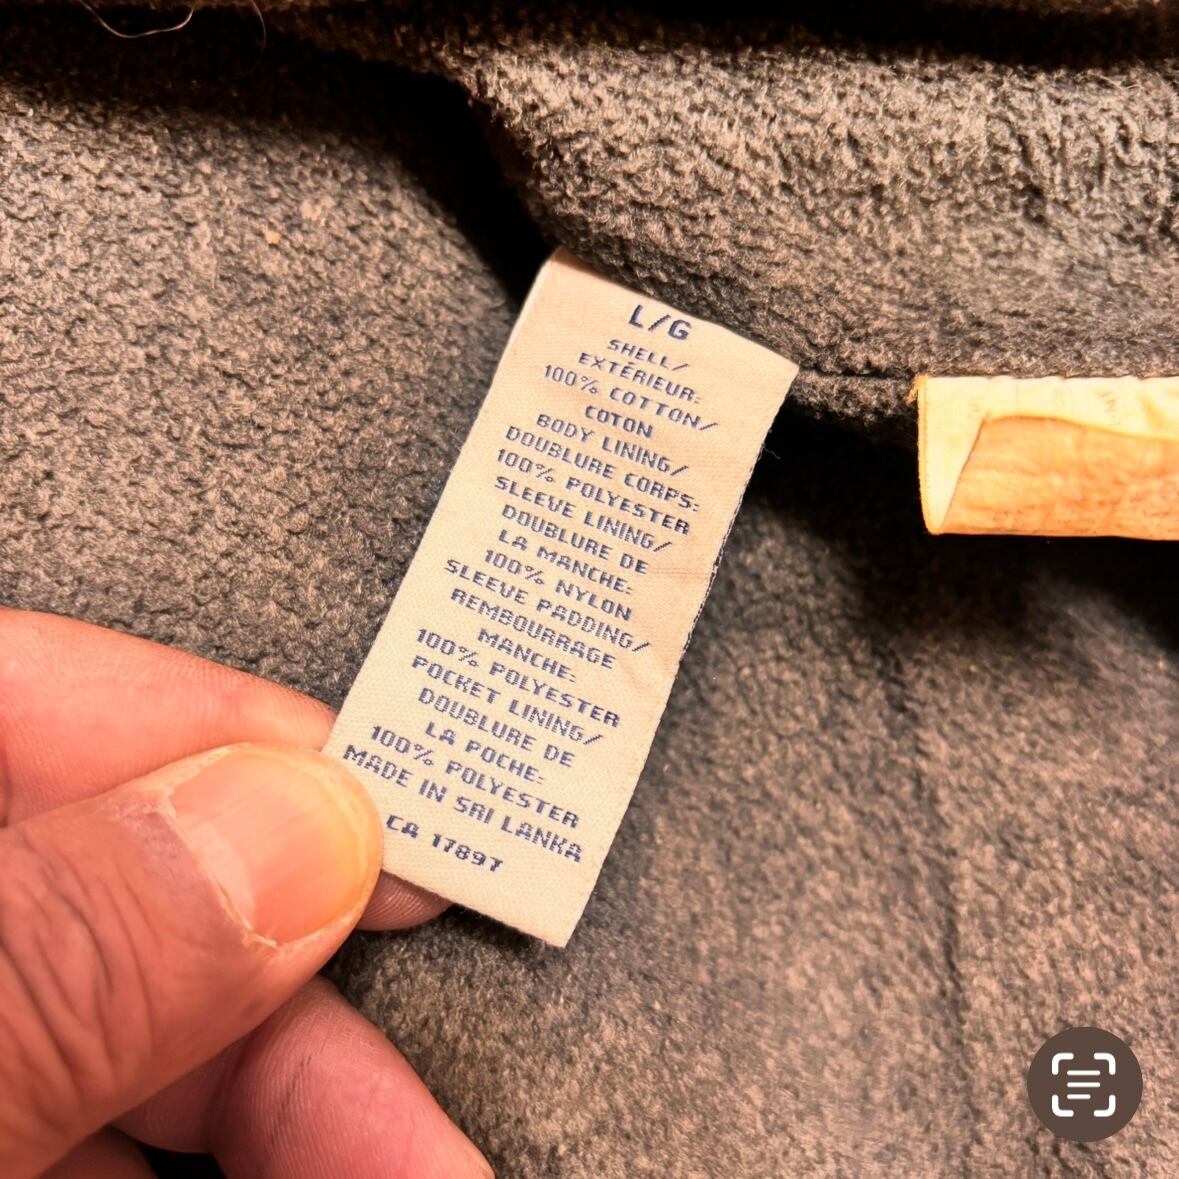 L/G
SHELL/
EXTÉRIEUR:
100% COTTON/
COTON
BODY LINING/
DOUBLURE CORPS:
100% POLYESTER
SLEEVE LINING/
DOUBLURE DE
LA MANCHE:
100% NYLON
SLEEVE PADDING/
REMBOURRAGE
MANCHE:
100% POLYESTER
POCKET LINING/
DOUBLURE DE
LA POCHE:
100% POLYESTER
MADE IN SRI LANKA
CA 17897